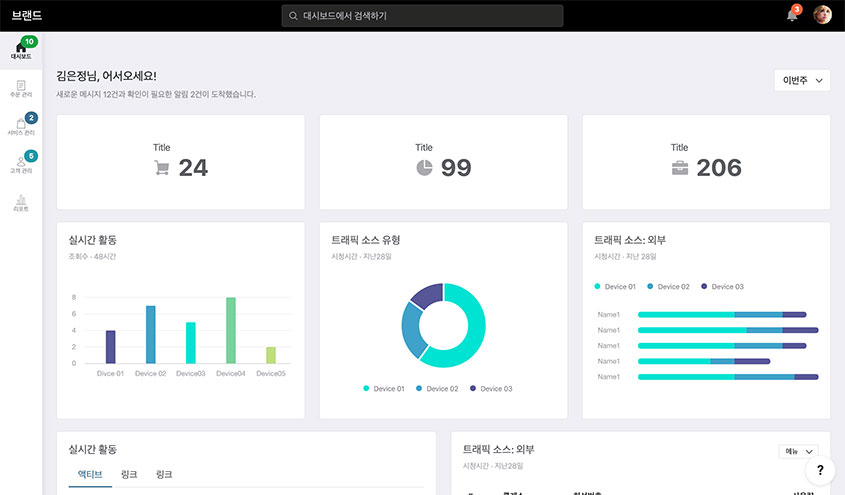 브랜드
대시보드에서 검색하기
3
10
대시보드
주문 관리
2
서비스 관리
5
고객 관리
리포트
김은정님, 어서오세요!
새로운 메시지 12건과 확인이 필요한 알림 2건이 도착했습니다.
이번주
Title
24
Title
99
Title
206
실시간 활동
조회수 · 48시간
8
6
4
2
0
Divce 01
Device 02
Device03
Device04
Device05
트래픽 소스 유형
시청시간 · 지난28일
Device 01
Device 02
Device 03
트래픽 소스: 외부
시청시간 · 지난 28일
Device 01
Device 02
Device 03
Name1
Name1
Name1
Name1
Name1
실시간 활동
액티브
링크
링크
트래픽 소스: 외부
시청시간 · 지난28일
메뉴
?